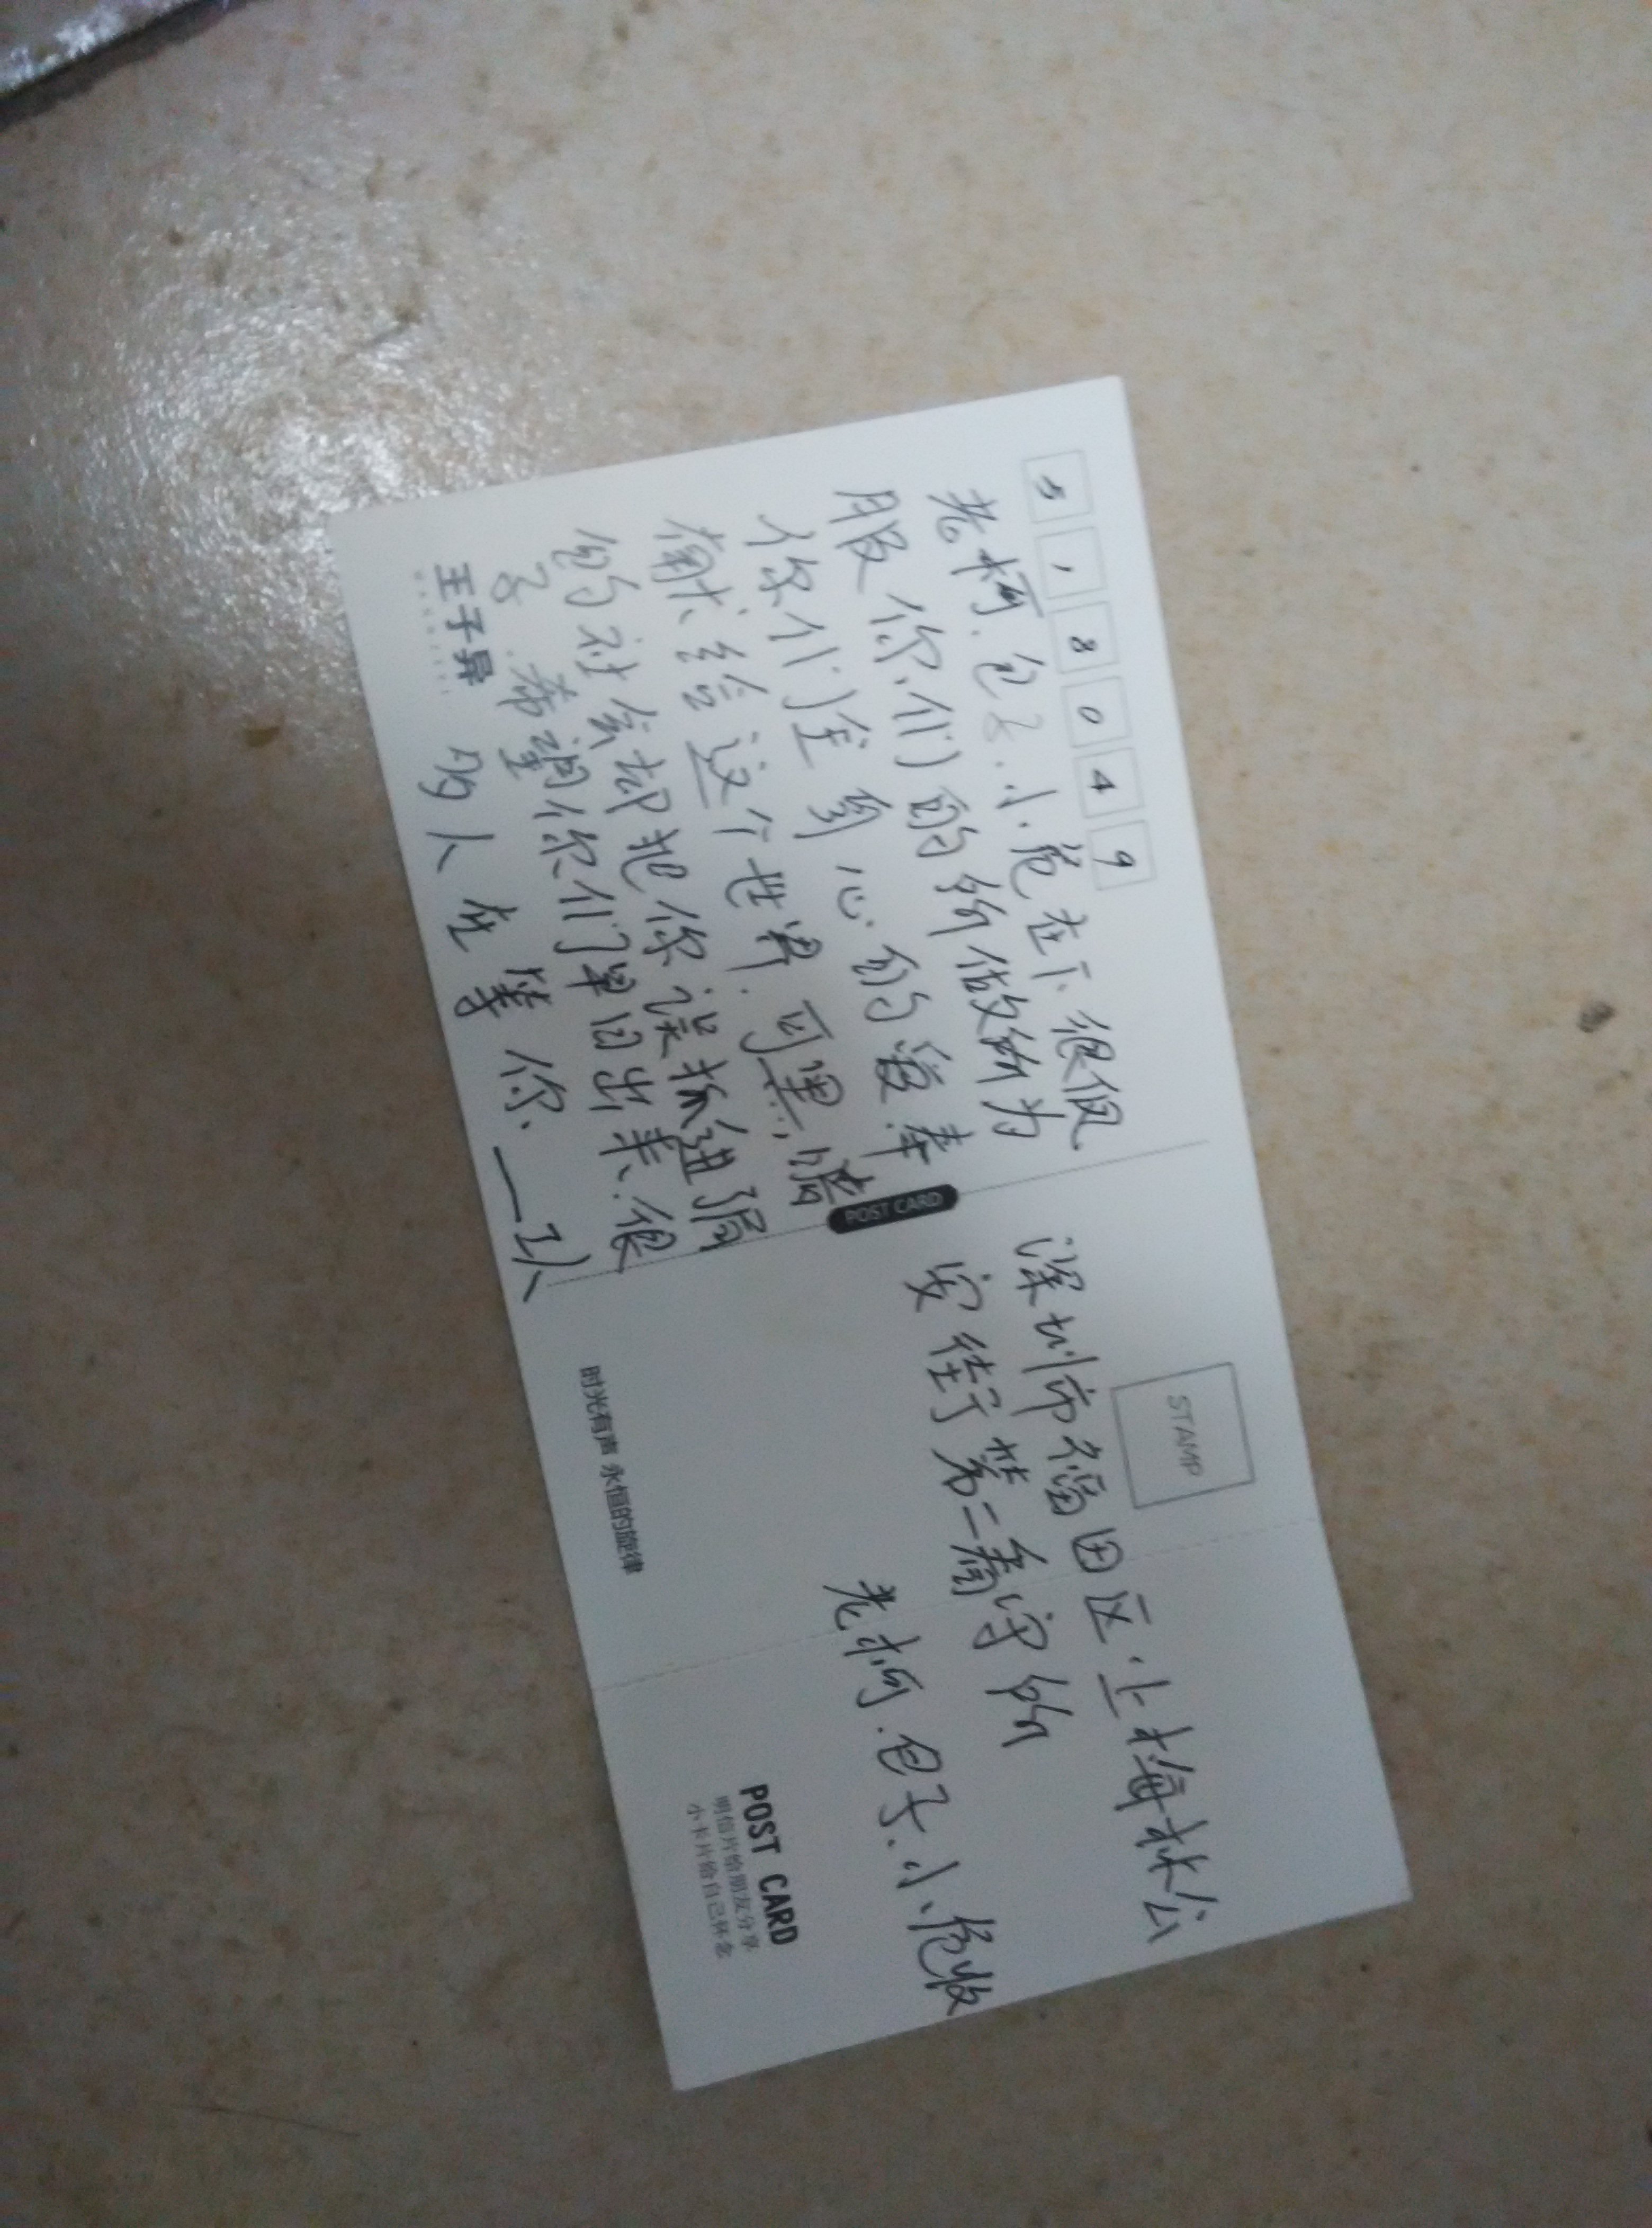 518049
老柯.包子.小危在下很佩
服你们的所做所为
你们全身心的爱奉
献给这个世界.可黑暗
的社会却把你误抓进局
子.希望你们早日出来.很
多人在等你
王子异
POST CARD
STAMP
深圳市福田区上梅林公
安街第二看守所
老柯.包子.小危收
POST CARD
明信片给朋友分享
小卡片给自己怀念
时光有声 永恒的旋律